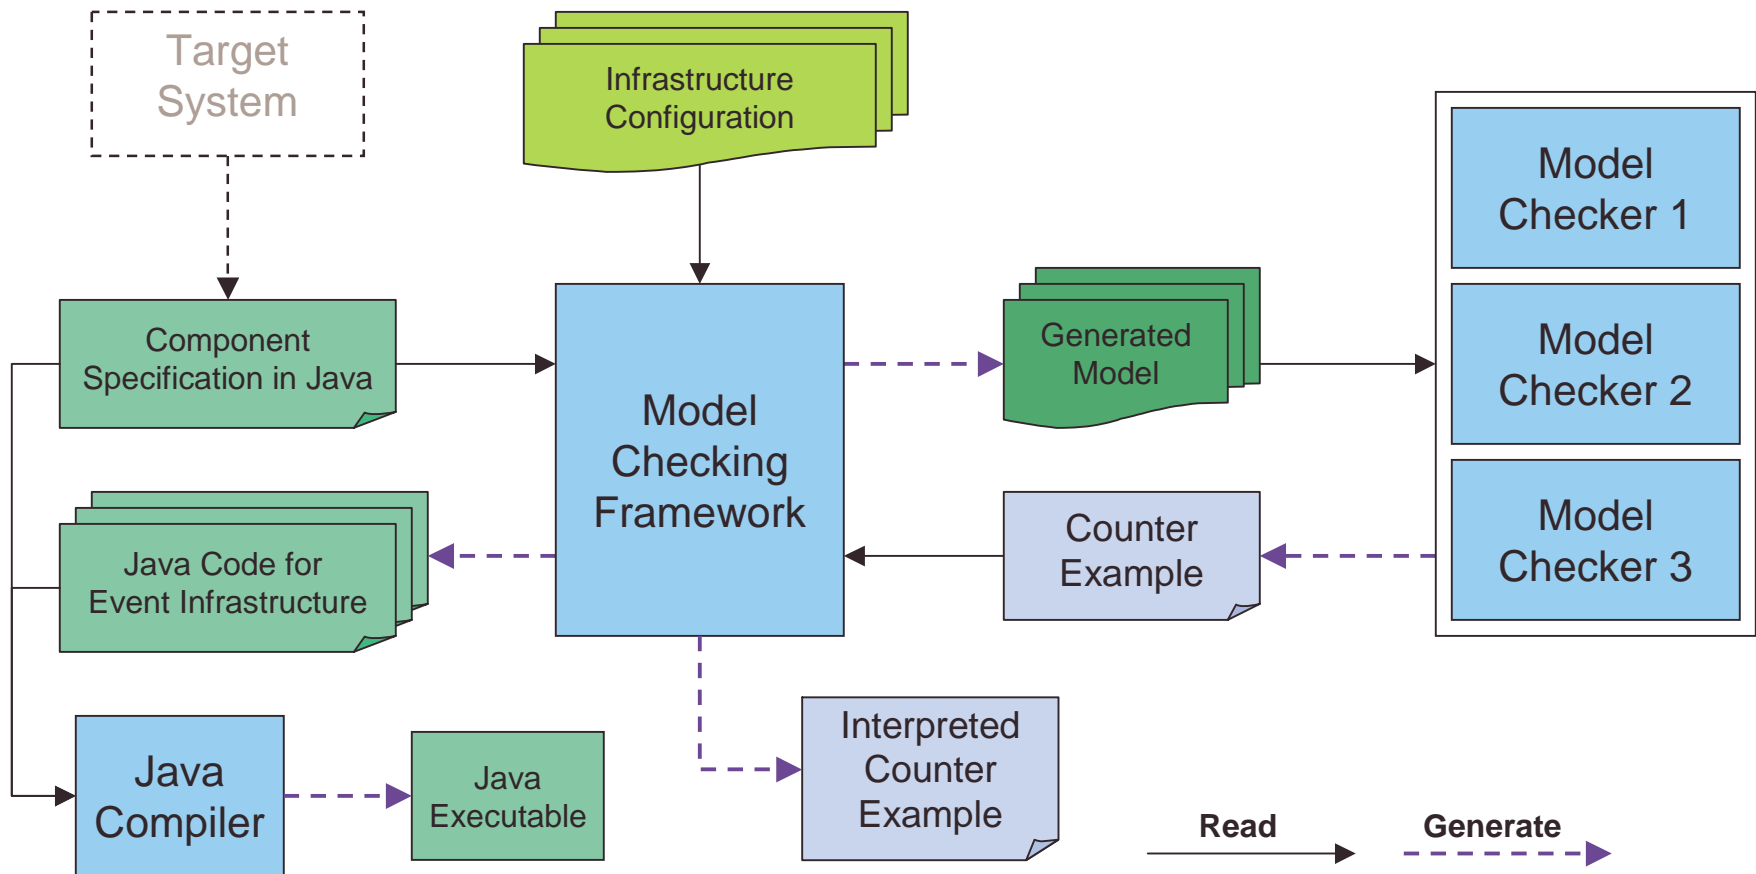 Target
System
Infrastructure
Configuration
Model
Checker 1
Component
Specification in Java
Model
Checking
Framework
Generated
Model
Model
Checker 2
Java Code for
Event Infrastructure
Counter
Example
Model
Checker 3
Java
Compiler
Java
Executable
Interpreted
Counter
Example
Read
Generate